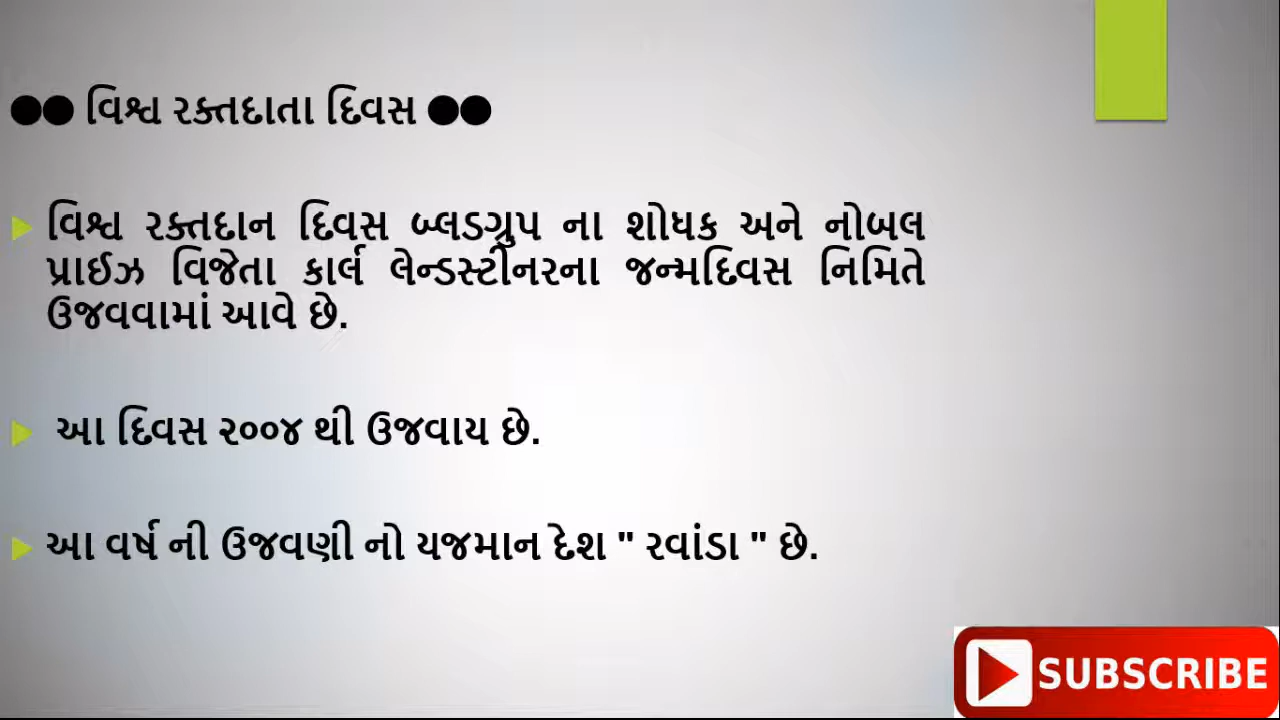 ●● વિશ્વ રક્તદાતા દિવસ ●●
વિશ્વ રક્તદાન દિવસ બ્લડગ્રુપ ના શોધક અને નોબલ
પ્રાઈઝ વિજેતા કાર્લ લેન્ડસ્ટીનરના જન્મદિવસ નિમિતે
ઉજવવામાં આવે છે.
આ દિવસ ૨૦૦૪ થી ઉજવાય છે.
આ વર્ષ ની ઉજવણી નો યજમાન દેશ " રવાંડા " છે.
SUBSCRIBE